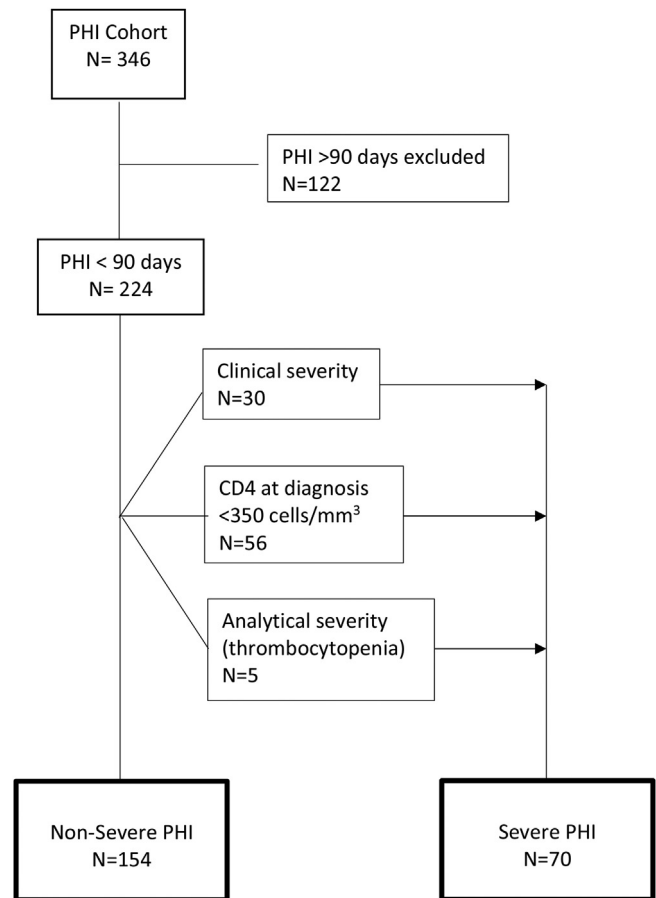 PHI Cohort
N= 346
PHI >90 days excluded
N=122
PHI < 90 days
N= 224
Clinical severity
N=30
CD4 at diagnosis
<350 cells/mm³
N=56
Analytical severity
(thrombocytopenia)
N=5
Non-Severe PHI
N=154
Severe PHI
N=70